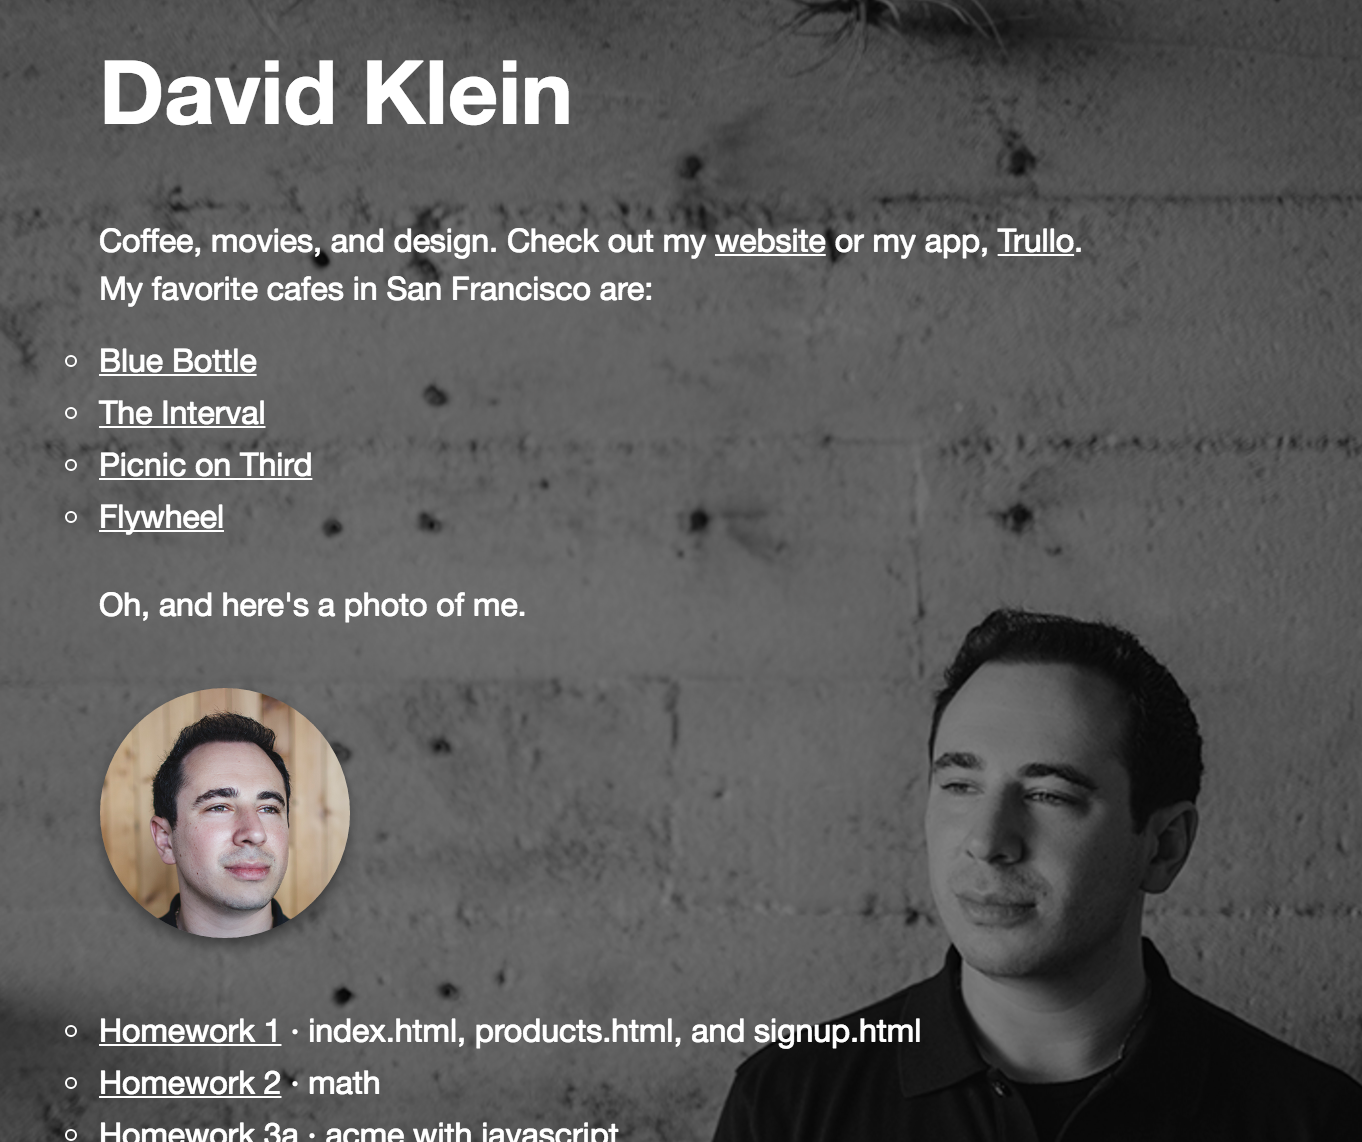 David Klein
Coffee, movies, and design. Check out my website or my app, Trullo.
My favorite cafes in San Francisco are:
Blue Bottle
The Interval
Picnic on Third
Flywheel
Oh, and here's a photo of me.
Homework 1 · index.html, products.html, and signup.html
Homework 2 · math
Homework 3a · acme with javascript